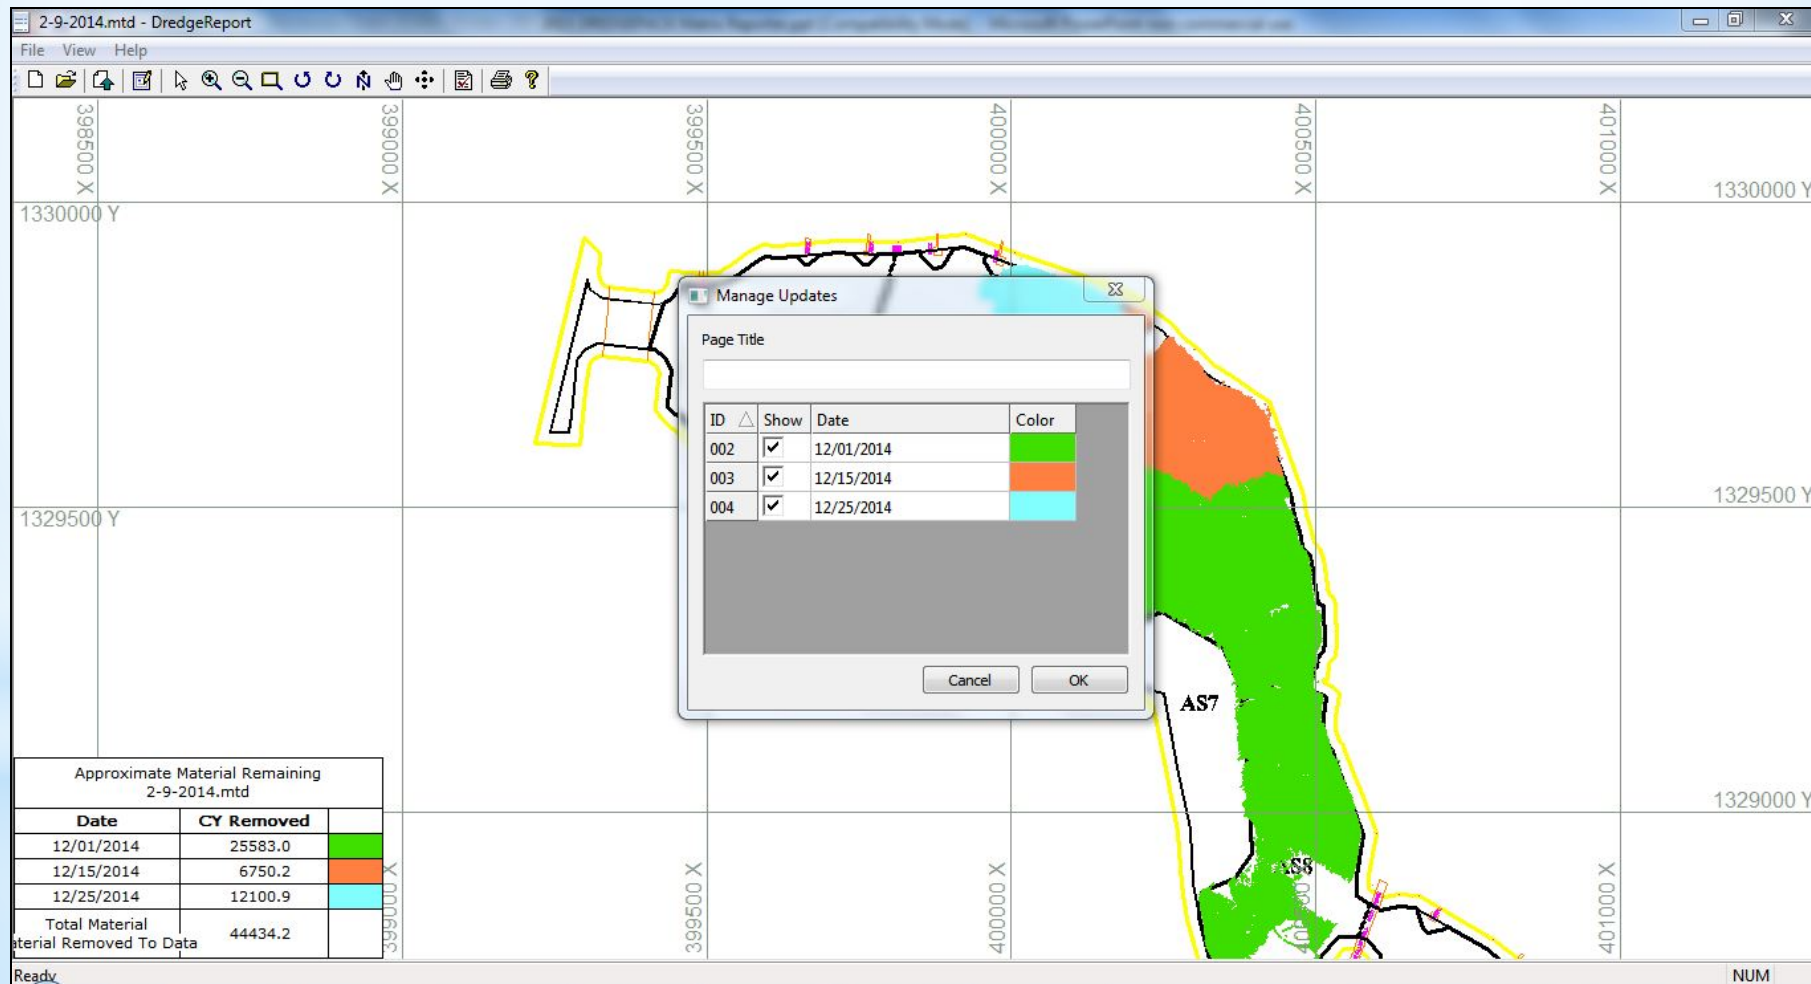 2-9-2014.mtd - DredgeReport
File View Help
398500 X
399000 X
399500 X
400000 X
400500 X
401000 X
1330000 Y
1330000 Y
Manage Updates
Page Title
ID Show Date Color
002 12/01/2014
003 12/15/2014
004 12/25/2014
Cancel OK
1329500 Y
1329500 Y
AS7
1329000 Y
AS8
Approximate Material Remaining
2-9-2014.mtd
Date CY Removed
12/01/2014 25583.0
12/15/2014 6750.2
12/25/2014 12100.9
Total Material
aterial Removed To Data
44434.2
399000 X
399500 X
400000 X
401000 X
Ready
NUM